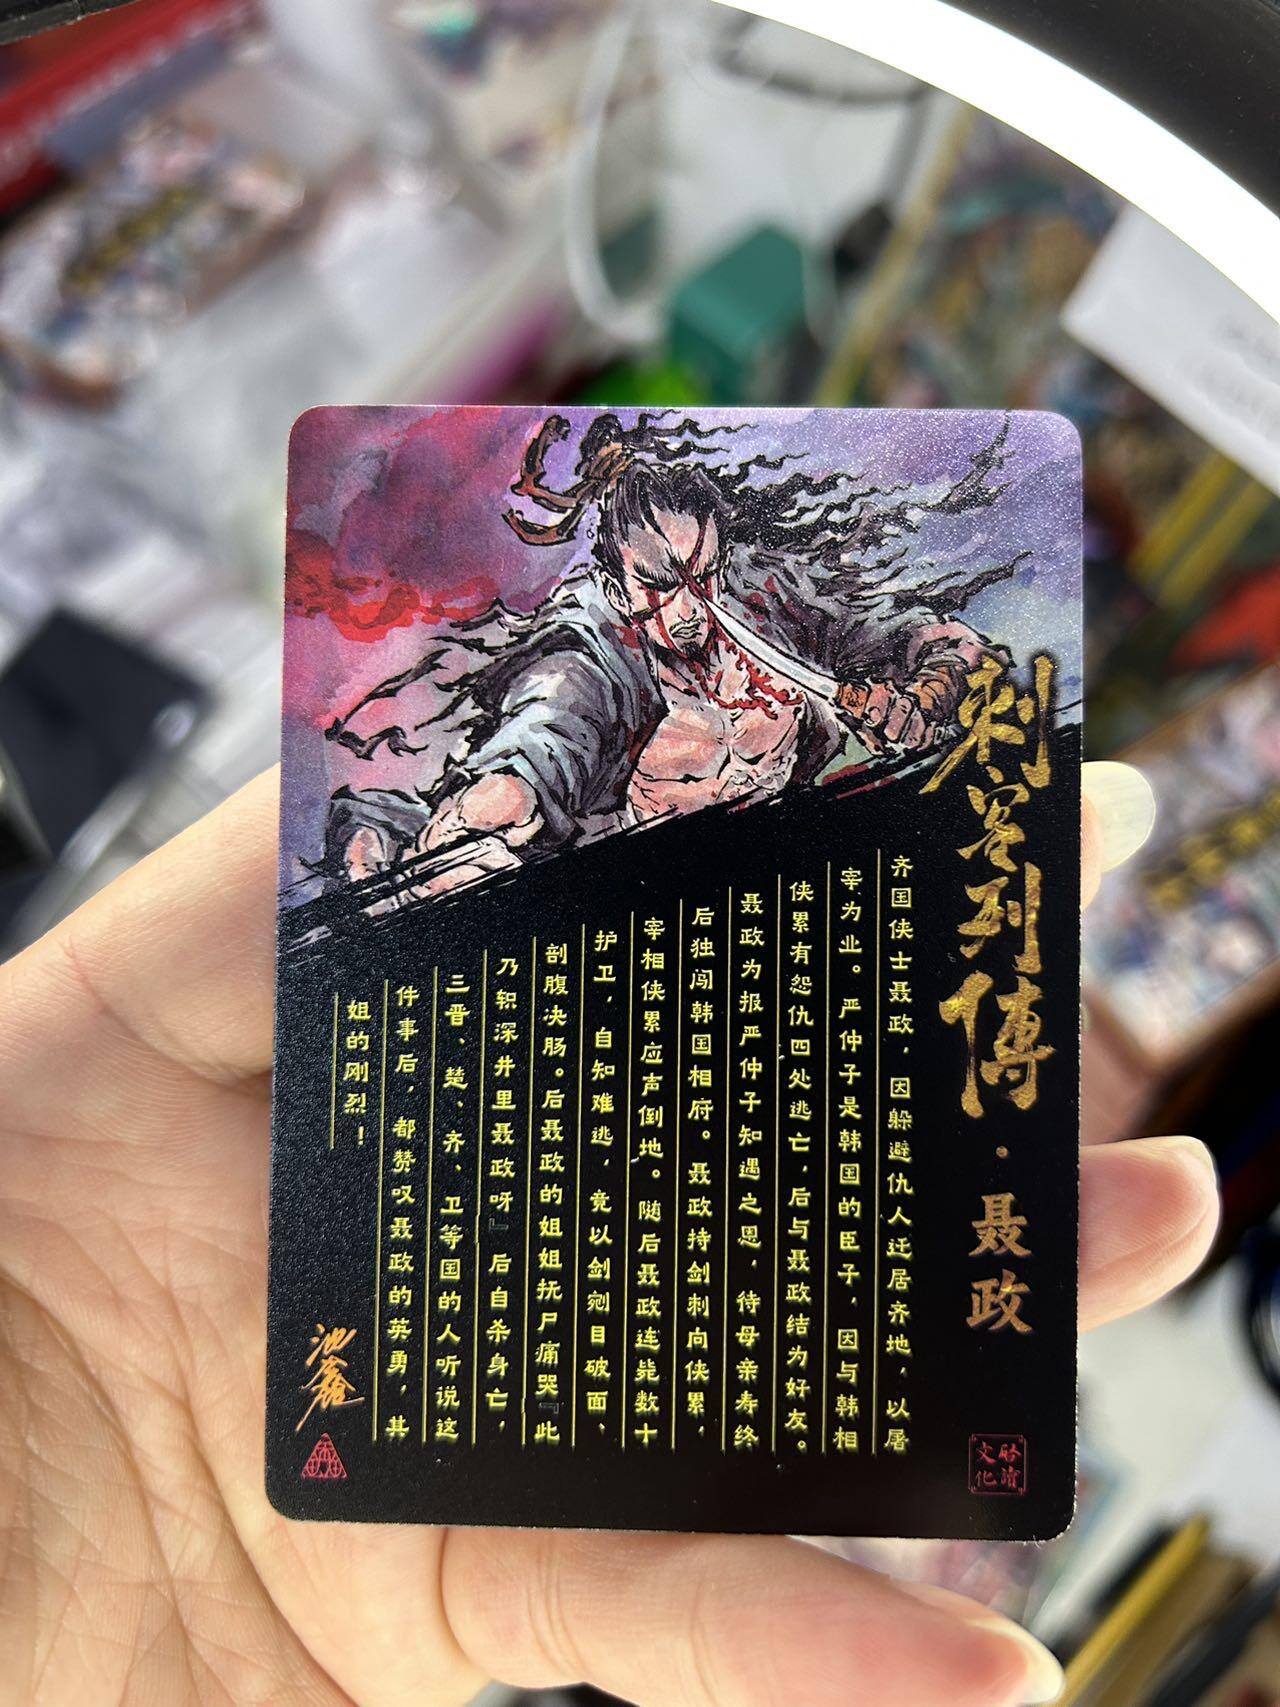 刺客列傳·聂政
齐国侠士聂政，因躲避仇人迁居齐地，以屠
宰为业。严仲子是韩国的臣子，因与韩相
侠累有怨仇四处逃亡，后与聂政结为好友。
聂政为报严仲子知遇之恩，待母亲寿终
后独闯韩国相府。聂政持剑刺向侠累，
宰相侠累应声倒地。随后聂政连毙数十
护卫，自知难逃，竟以剑剜目破面、
剖腹决肠。后聂政的姐姐抚尸痛哭『此
乃轵深井里聂政呀』后自杀身亡，
三晋、楚、齐、卫等国的人听说这
件事后，都赞叹聂政的英勇，其
姐的刚烈！
池鑫
讀文化